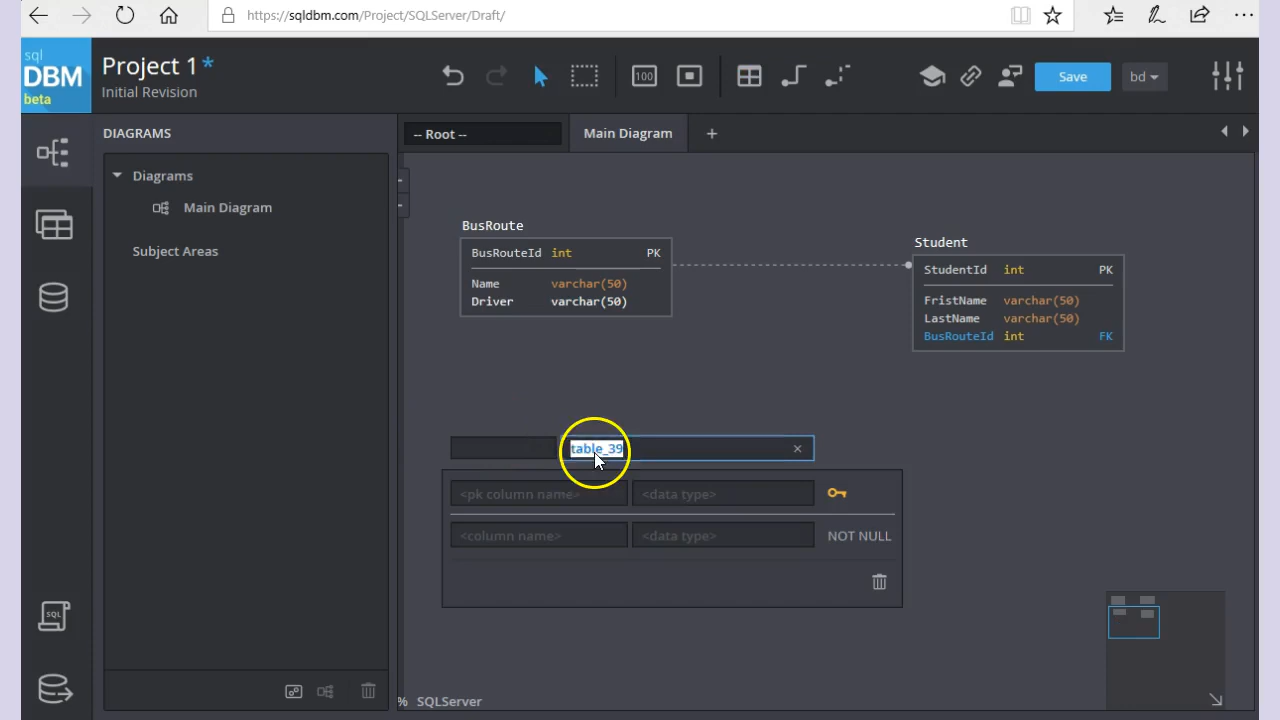 https://sqldbm.com/Project/SQLServer/Draft/
sql
DBM
beta
Project 1*
Initial Revision
100
Save
bd
DIAGRAMS
-- Root --
Main Diagram
+
Diagrams
Main Diagram
Subject Areas
BusRoute
BusRouteId int PK
Name varchar(50)
Driver varchar(50)
Student
StudentId int PK
FristName varchar(50)
LastName varchar(50)
BusRouteId int FK
table_39 ×
<pk column name> <data type>
<column name> <data type> NOT NULL
SQL
% SQLServer